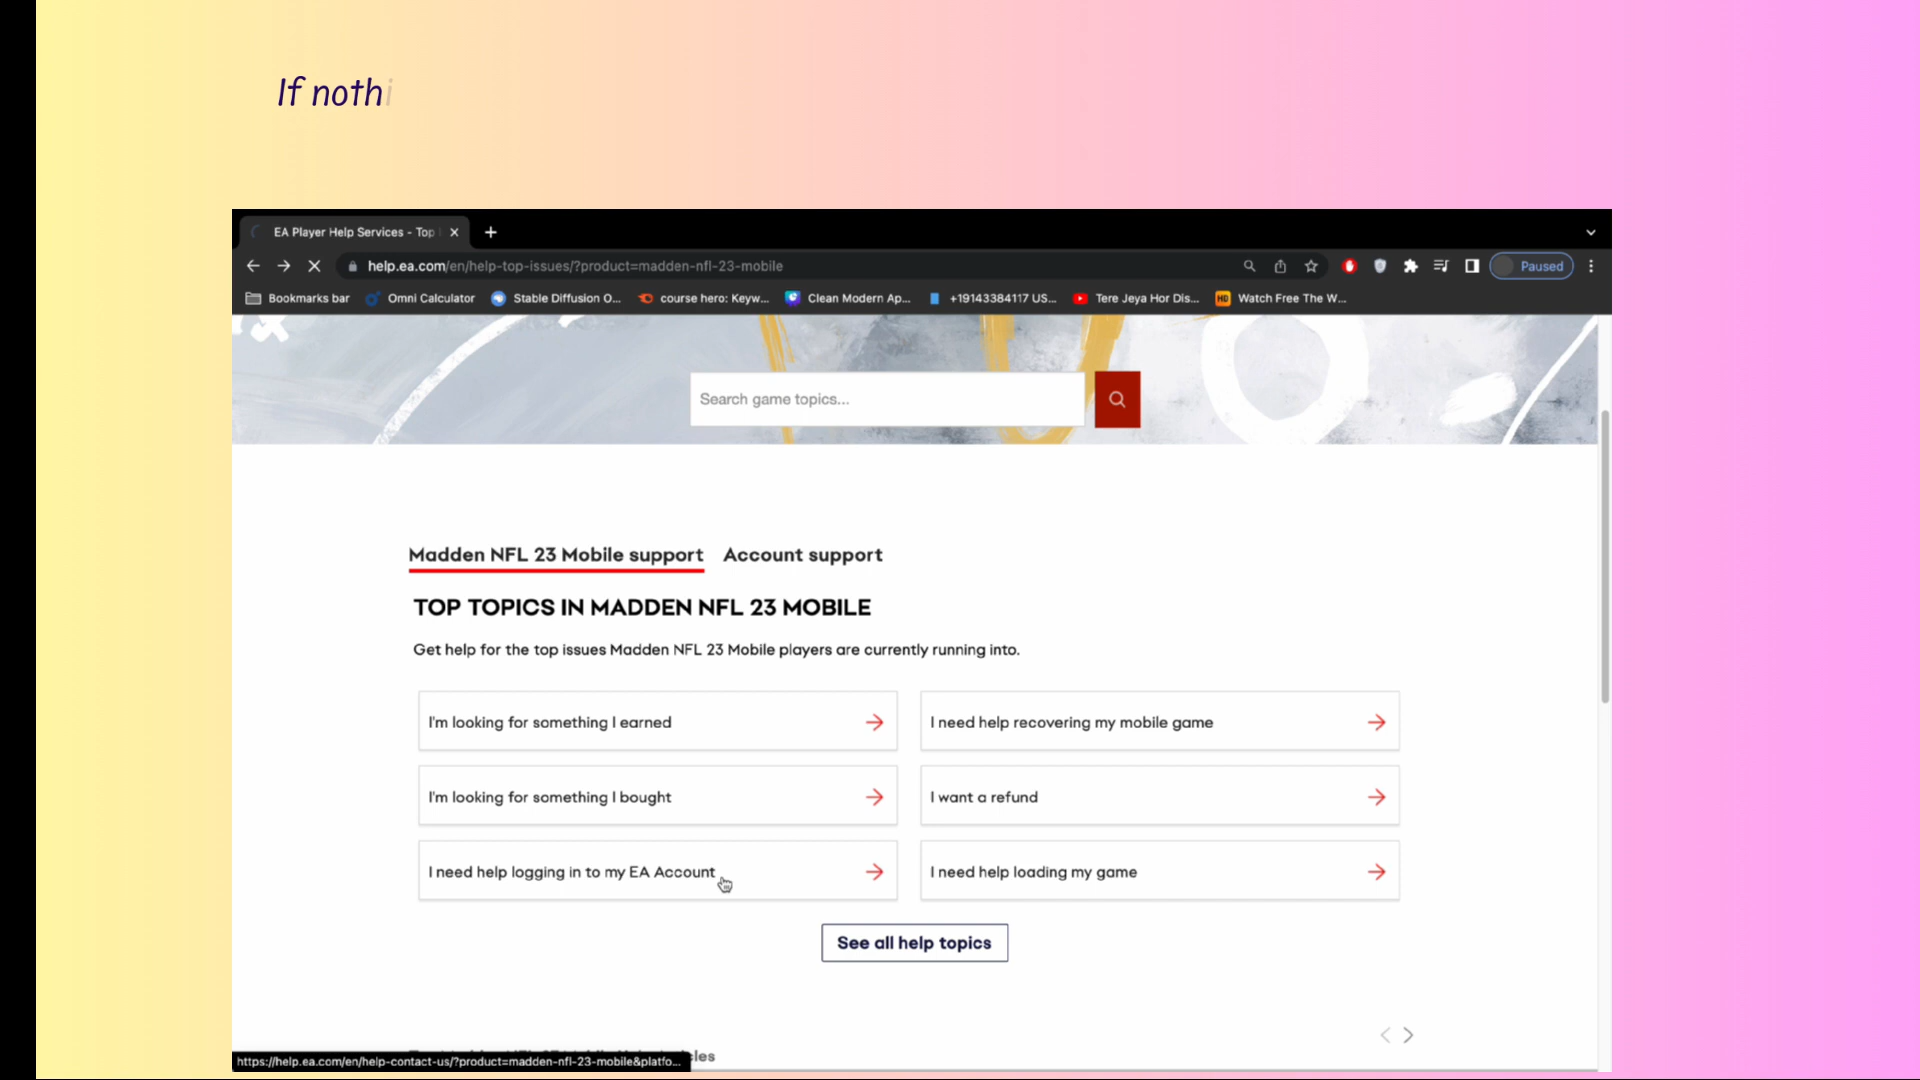 If nothi
EA Player Help Services - Top
help.ea.com/en/help-top-issues/?product=madden-nfl-23-mobile
Paused
Bookmarks bar
Omni Calculator
Stable Diffusion O...
course hero: Keyw...
Clean Modern Ap...
+19143384117 US...
Tere Jeya Hor Dis...
HD
Watch Free The W...
Search game topics...
Madden NFL 23 Mobile support
Account support
TOP TOPICS IN MADDEN NFL 23 MOBILE
Get help for the top issues Madden NFL 23 Mobile players are currently running into.
I'm looking for something I earned
I need help recovering my mobile game
I'm looking for something I bought
I want a refund
I need help logging in to my EA Account
I need help loading my game
See all help topics
https://help.ea.com/en/help-contact-us/?product=madden-nfl-23-mobile&platfo...